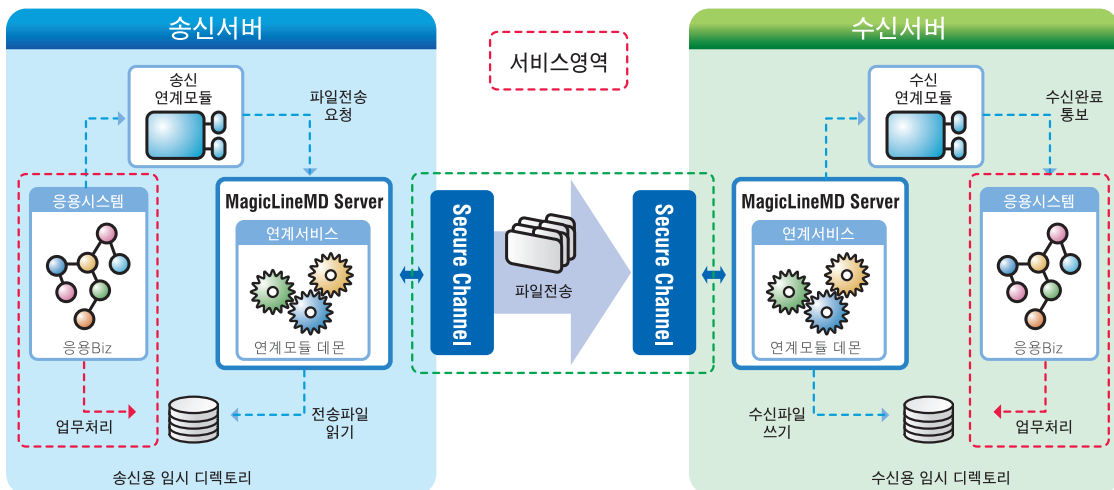 송신서버
송신
연계모듈
파일전송
요청
응용시스템
응용Biz
업무처리
MagicLineMD Server
연계서비스
연계모듈 데몬
전송파일
읽기
송신용 임시 디렉토리
서비스영역
Secure Channel
파일전송
Secure Channel
수신서버
수신
연계모듈
수신완료
통보
MagicLineMD Server
연계서비스
연계모듈 데몬
수신파일
쓰기
응용시스템
응용Biz
업무처리
수신용 임시 디렉토리